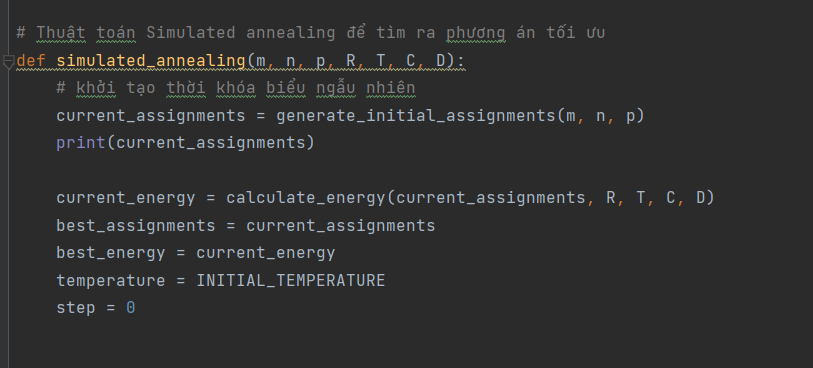 # Thuật toán Simulated annealing để tìm ra phương án tối ưu
def simulated_annealing(m, n, p, R, T, C, D):
# khởi tạo thời khóa biểu ngẫu nhiên
current_assignments = generate_initial_assignments(m, n, p)
print(current_assignments)
current_energy = calculate_energy(current_assignments, R, T, C, D)
best_assignments = current_assignments
best_energy = current_energy
temperature = INITIAL_TEMPERATURE
step = 0